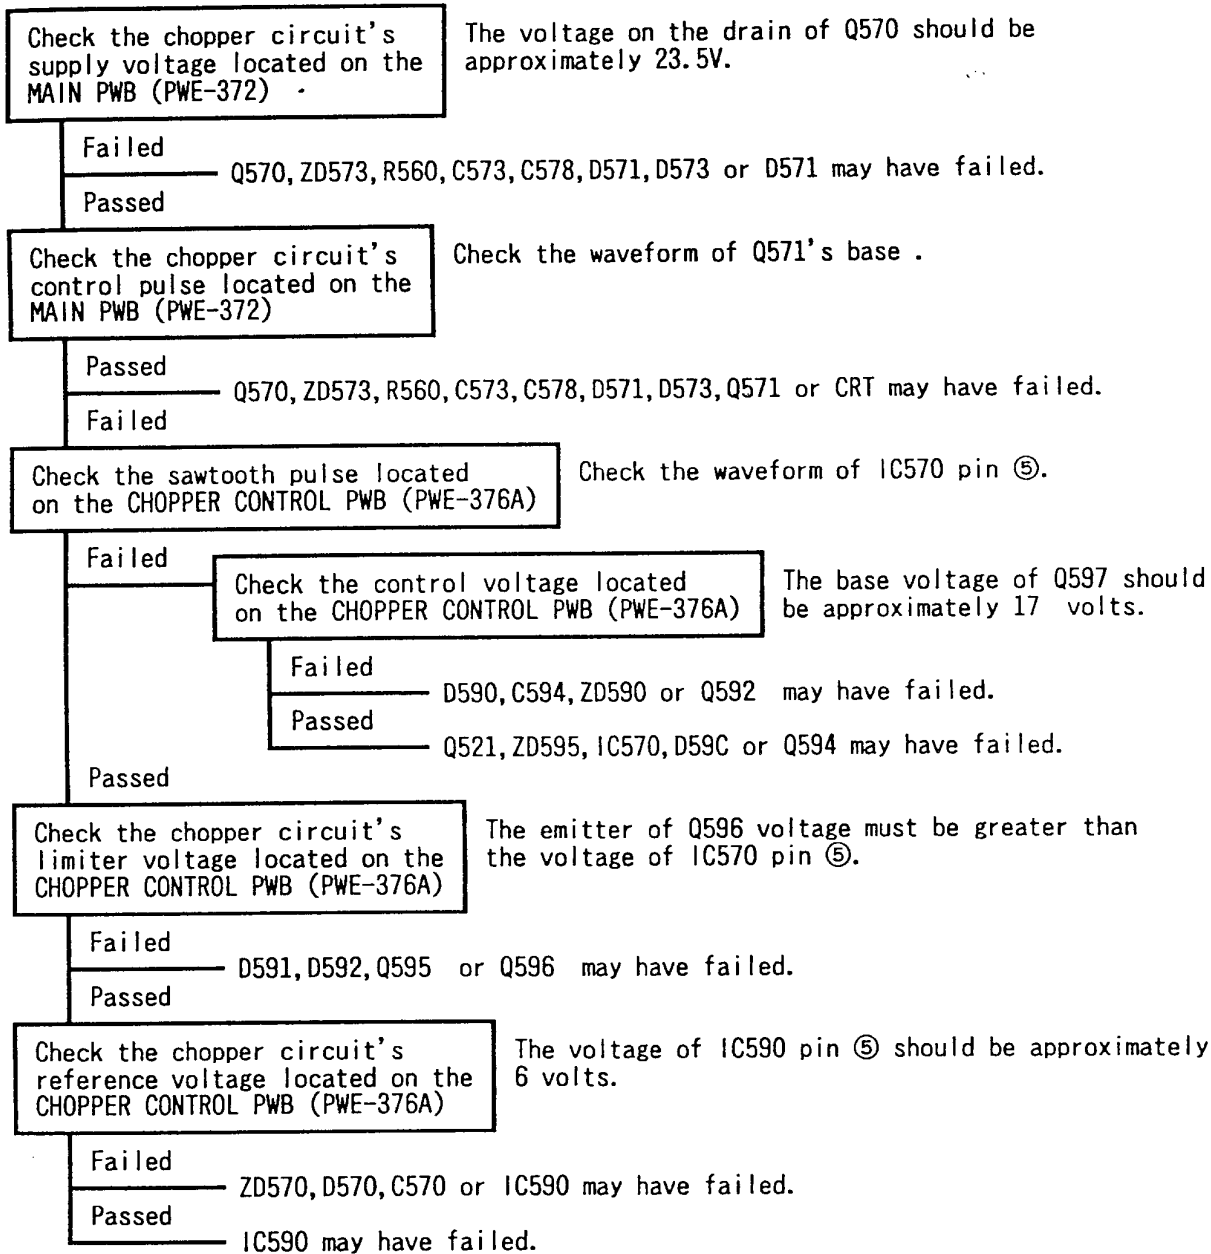 Check the chopper circuit's
supply voltage located on the
MAIN PWB (PWE-372)
The voltage on the drain of Q570 should be
approximately 23.5V.
Failed
Q570, ZD573, R560, C573, C578, D571, D573 or D571 may have failed.
Passed
Check the chopper circuit's
control pulse located on the
MAIN PWB (PWE-372)
Check the waveform of Q571's base .
Passed
Q570, ZD573, R560, C573, C578, D571, D573, Q571 or CRT may have failed.
Failed
Check the sawtooth pulse located
on the CHOPPER CONTROL PWB (PWE-376A)
Check the waveform of IC570 pin ⑤.
Failed
Check the control voltage located
on the CHOPPER CONTROL PWB (PWE-376A)
The base voltage of Q597 should
be approximately 17 volts.
Failed
D590, C594, ZD590 or Q592 may have failed.
Passed
Q521, ZD595, IC570, D59C or Q594 may have failed.
Passed
Check the chopper circuit's
limiter voltage located on the
CHOPPER CONTROL PWB (PWE-376A)
The emitter of Q596 voltage must be greater than
the voltage of IC570 pin ⑤.
Failed
D591, D592, Q595 or Q596 may have failed.
Passed
Check the chopper circuit's
reference voltage located on the
CHOPPER CONTROL PWB (PWE-376A)
The voltage of IC590 pin ⑤ should be approximately
6 volts.
Failed
ZD570, D570, C570 or IC590 may have failed.
Passed
IC590 may have failed.